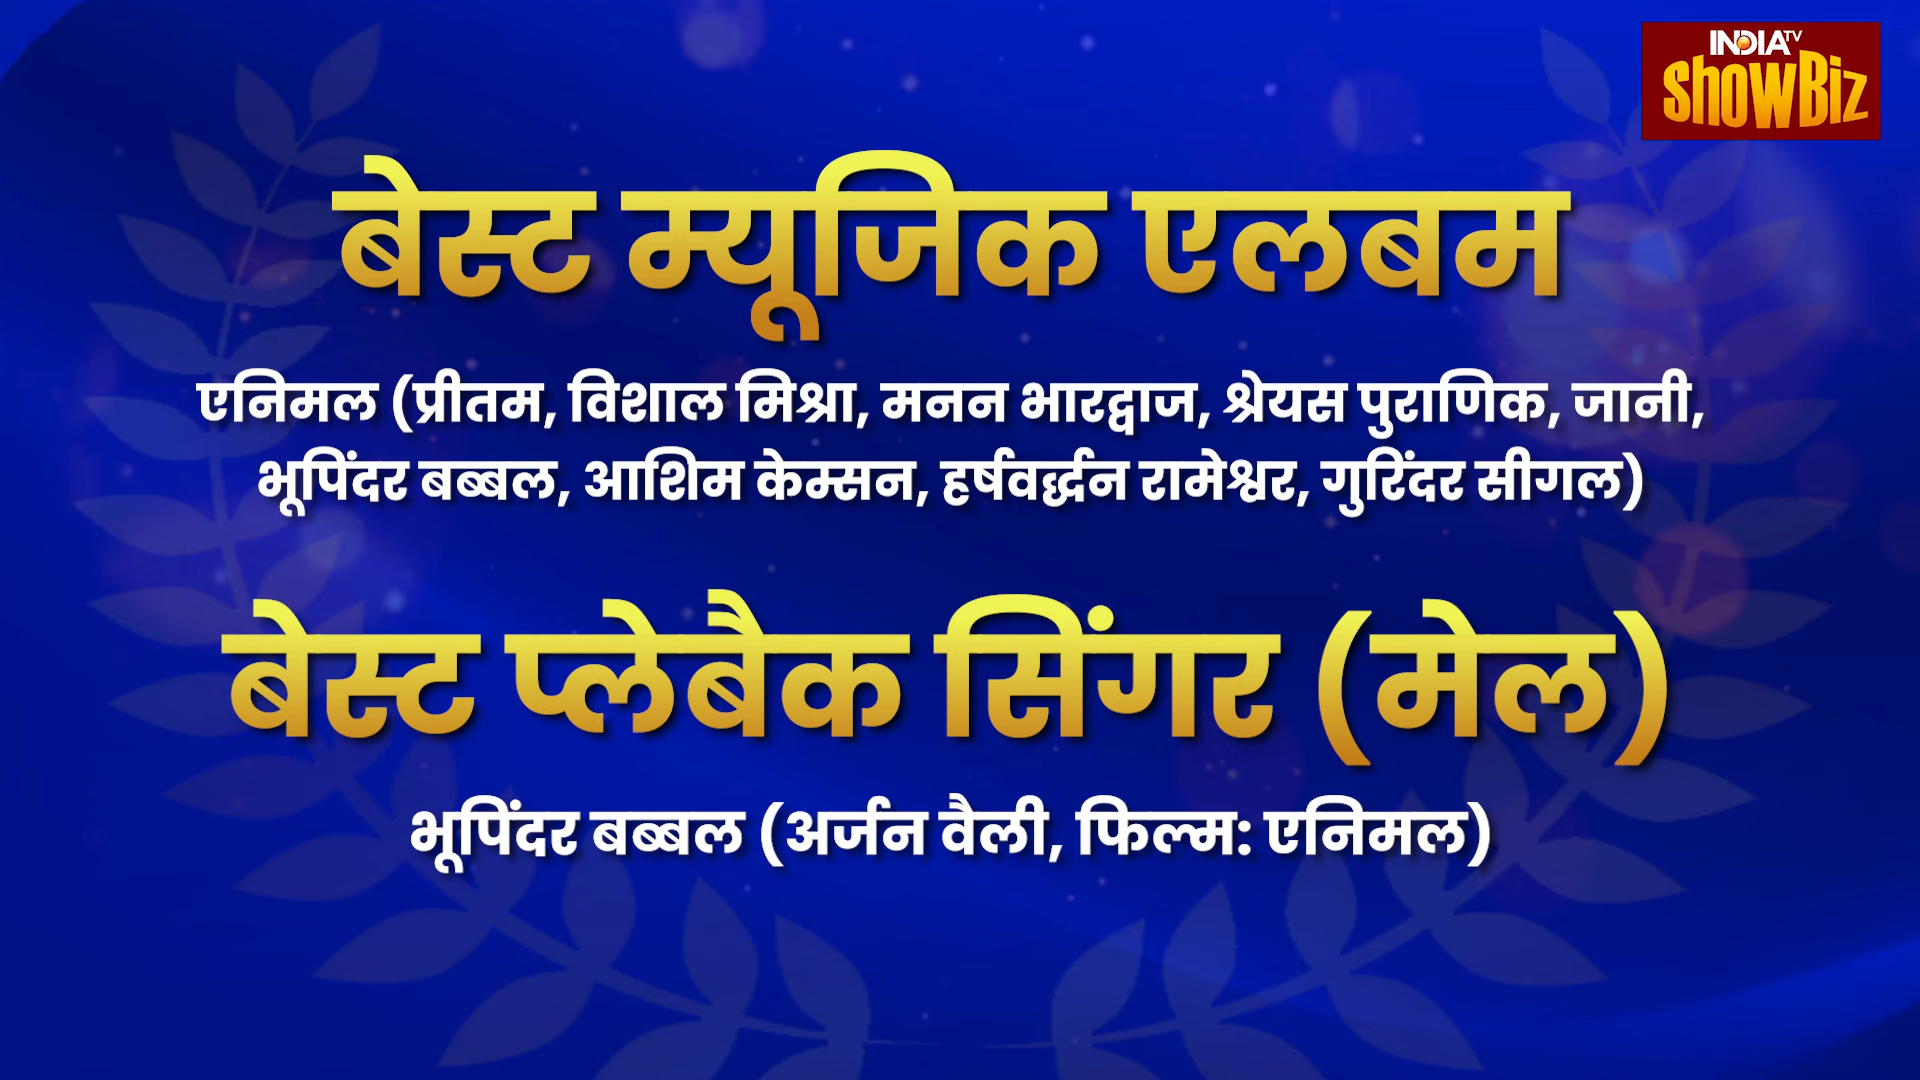 INDIA TV
ShowBiz
बेस्ट म्यूजिक एलबम
एनिमल (प्रीतम, विशाल मिश्रा, मनन भारद्वाज, श्रेयस पुराणिक, जानी,
भूपिंदर बब्बल, आशिम केम्सन, हर्षवर्द्धन रामेश्वर, गुरिंदर सीगल)
बेस्ट प्लेबैक सिंगर (मेल)
भूपिंदर बब्बल (अर्जन वैली, फिल्म: एनिमल)